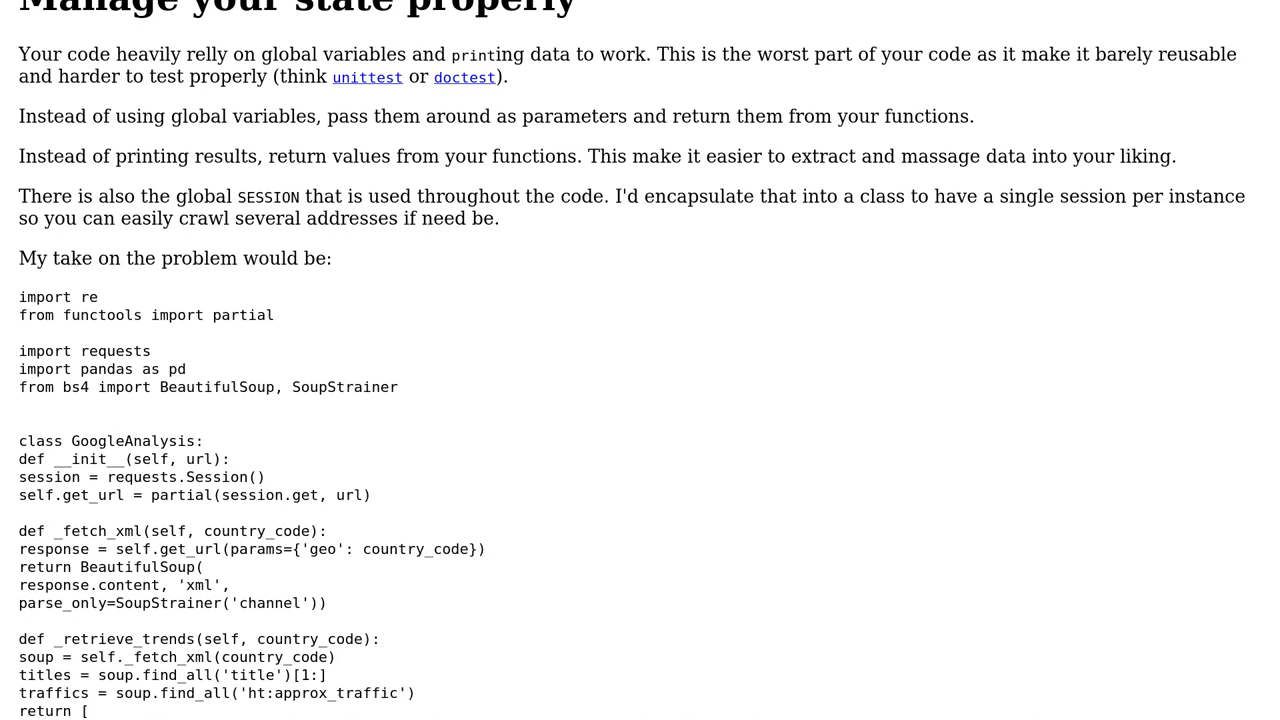 Manage your state properly
Your code heavily relly on global variables and printing data to work. This is the worst part of your code as it make it barely reusable
and harder to test properly (think unittest or doctest).
Instead of using global variables, pass them around as parameters and return them from your functions.
Instead of printing results, return values from your functions. This make it easier to extract and massage data into your liking.
There is also the global SESSION that is used throughout the code. I'd encapsulate that into a class to have a single session per instance
so you can easily crawl several addresses if need be.
My take on the problem would be:
import re
from functools import partial
import requests
import pandas as pd
from bs4 import BeautifulSoup, SoupStrainer
class GoogleAnalysis:
def __init__(self, url):
session = requests.Session()
self.get_url = partial(session.get, url)
def _fetch_xml(self, country_code):
response = self.get_url(params={'geo': country_code})
return BeautifulSoup(
response.content, 'xml',
parse_only=SoupStrainer('channel'))
def _retrieve_trends(self, country_code):
soup = self._fetch_xml(country_code)
titles = soup.find_all('title')[1:]
traffics = soup.find_all('ht:approx_traffic')
return [